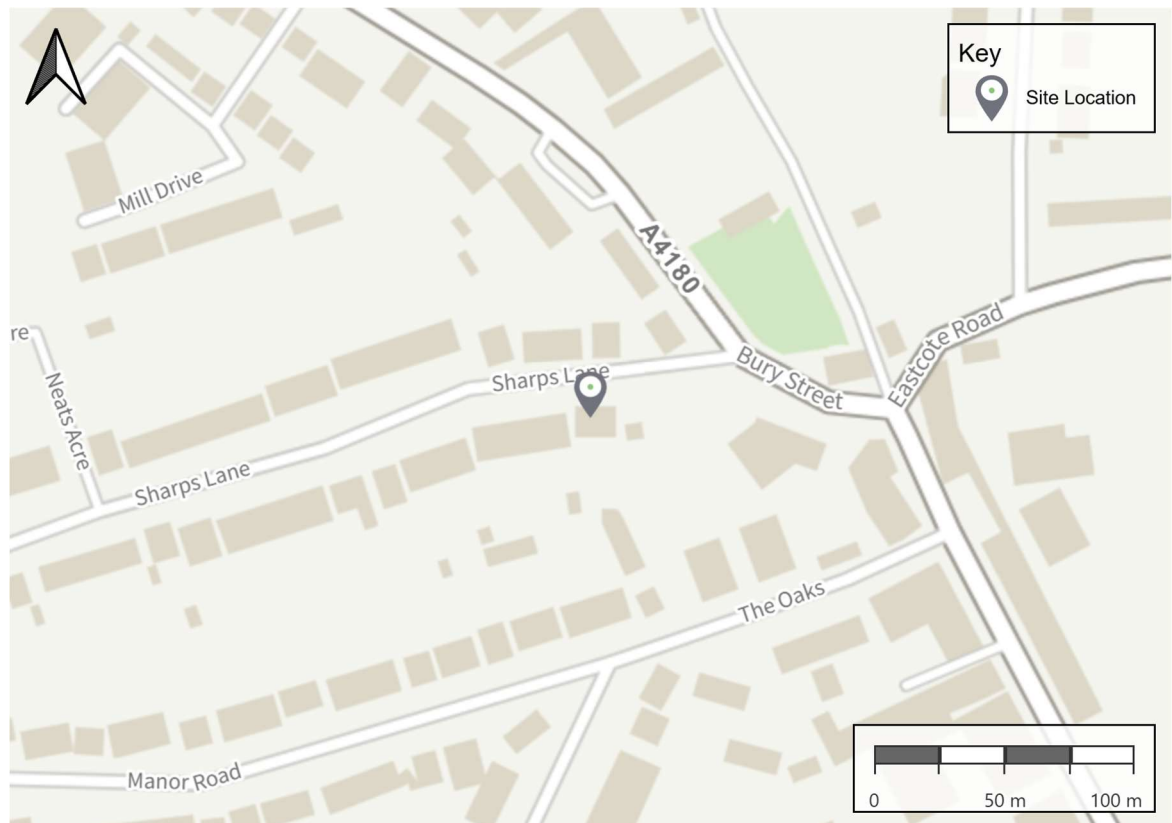 Key
Site Location
Mill Drive
A4180
re
Eastcote Road
Bury Street
Sharps Lane
Neats Acre
Sharps Lane
The Oaks
Manor Road
0 50 m 100 m